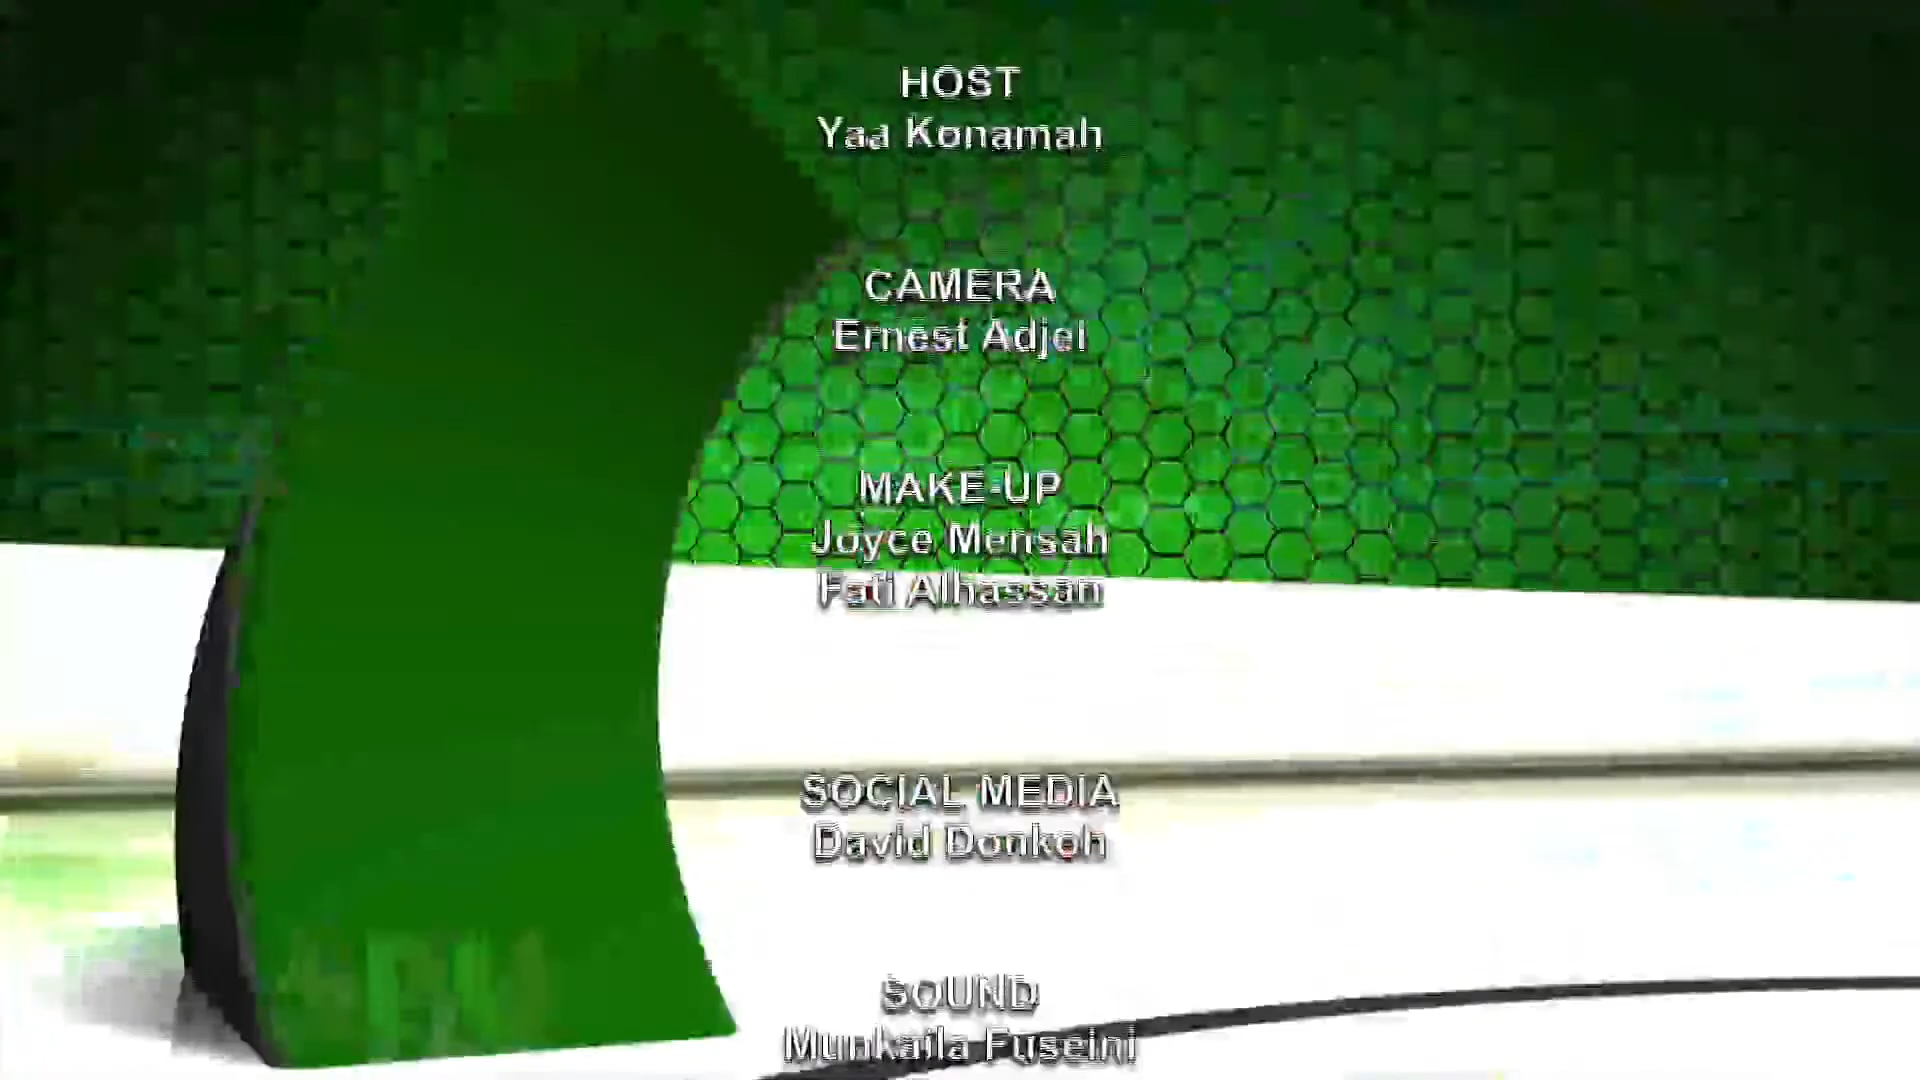 HOST
Yaa Konamah
CAMERA
Ernest Adjei
MAKE-UP
Joyce Mensah
Fati Alhassan
SOCIAL MEDIA
David Donkoh
SOUND
Munkaila Fuseini